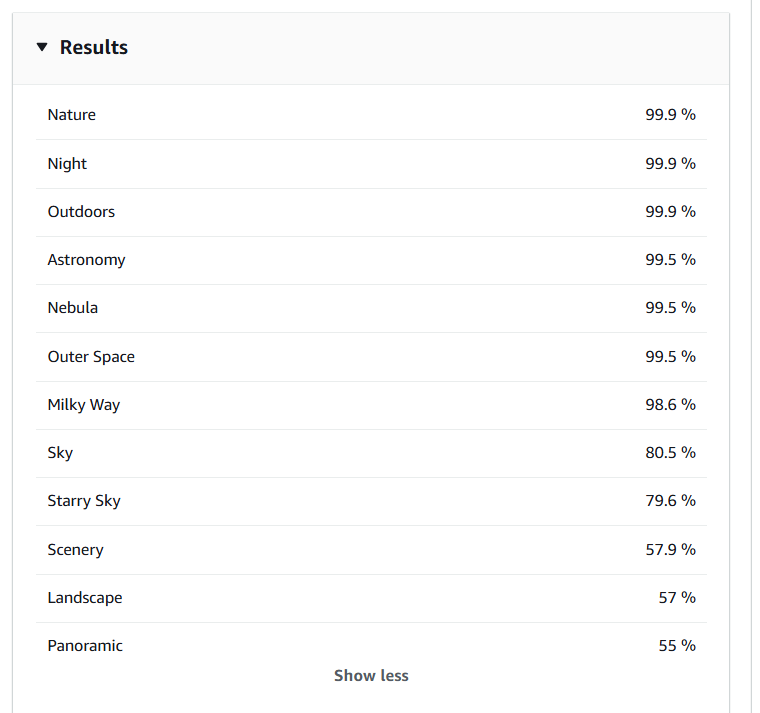 Results
Nature 99.9 %
Night 99.9 %
Outdoors 99.9 %
Astronomy 99.5 %
Nebula 99.5 %
Outer Space 99.5 %
Milky Way 98.6 %
Sky 80.5 %
Starry Sky 79.6 %
Scenery 57.9 %
Landscape 57 %
Panoramic 55 %
Show less